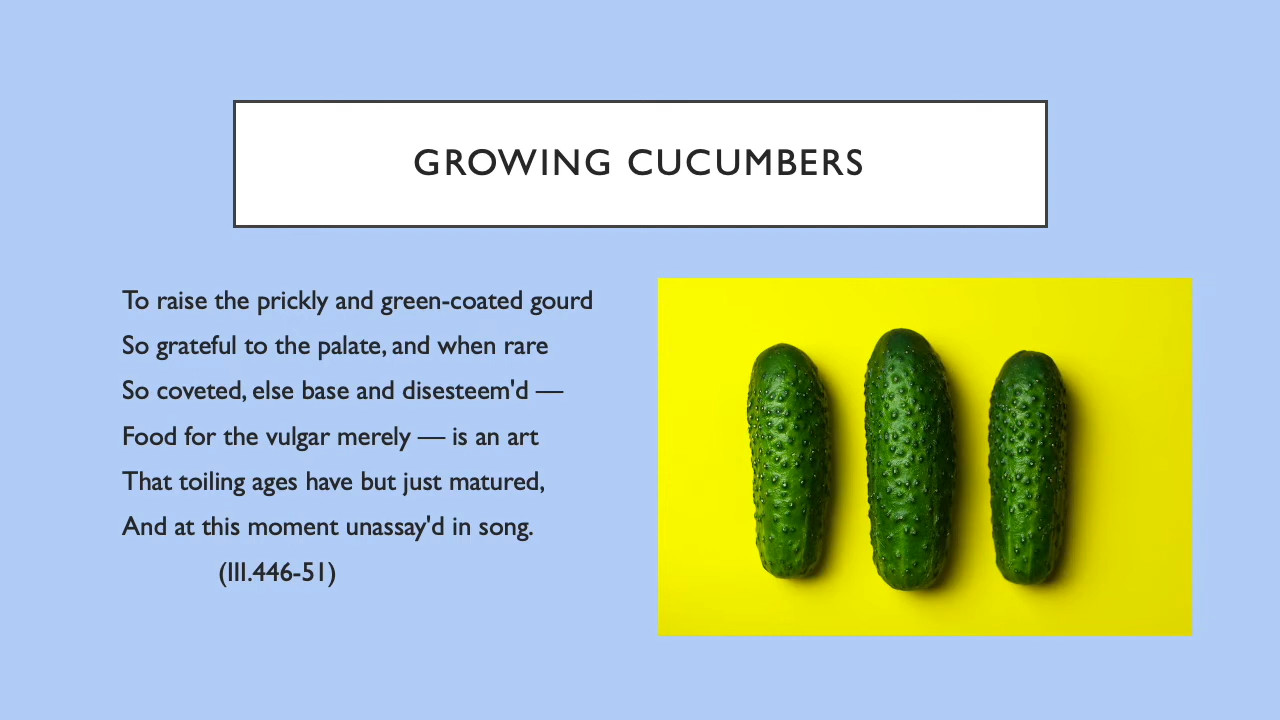 GROWING CUCUMBERS
To raise the prickly and green-coated gourd
So grateful to the palate, and when rare
So coveted, else base and disesteem'd —
Food for the vulgar merely — is an art
That toiling ages have but just matured,
And at this moment unassay'd in song.
(III.446-51)